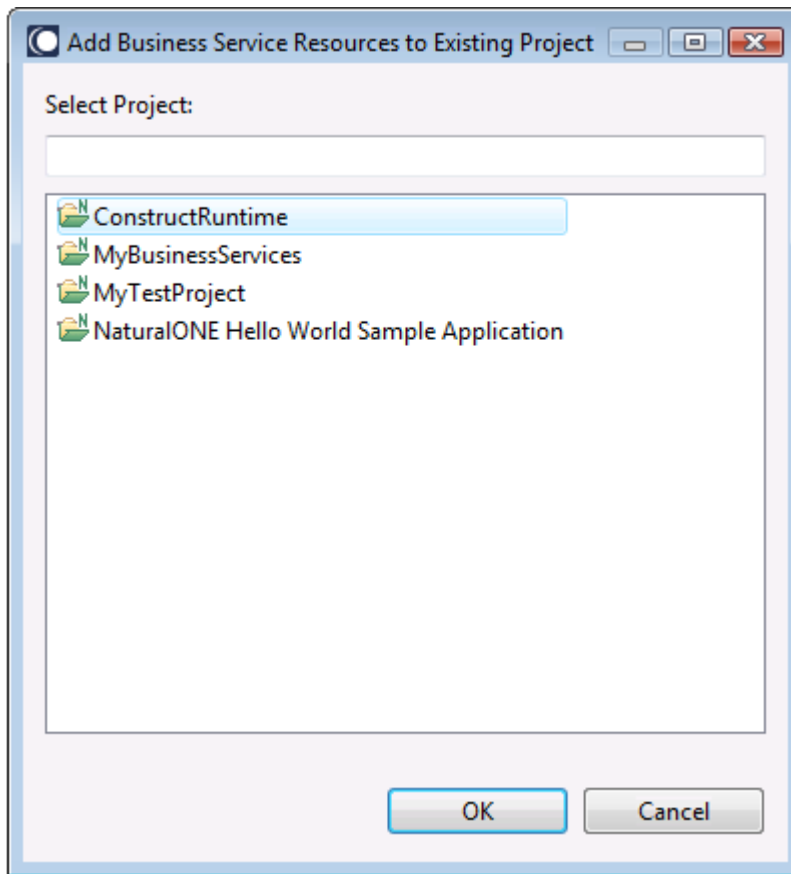 Add Business Service Resources to Existing Project
Select Project:
ConstructRuntime
MyBusinessServices
MyTestProject
NaturalONE Hello World Sample Application
OK Cancel